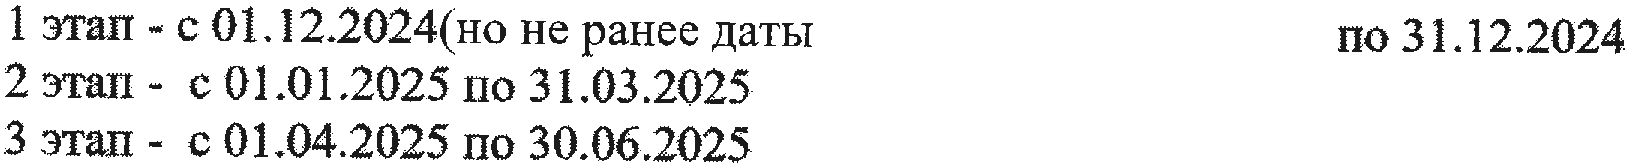 1 этап - с 01.12.2024(но не ранее даты по 31.12.2024
2 этап - с 01.01.2025 по 31.03.2025
3 этап - с 01.04.2025 по 30.06.2025